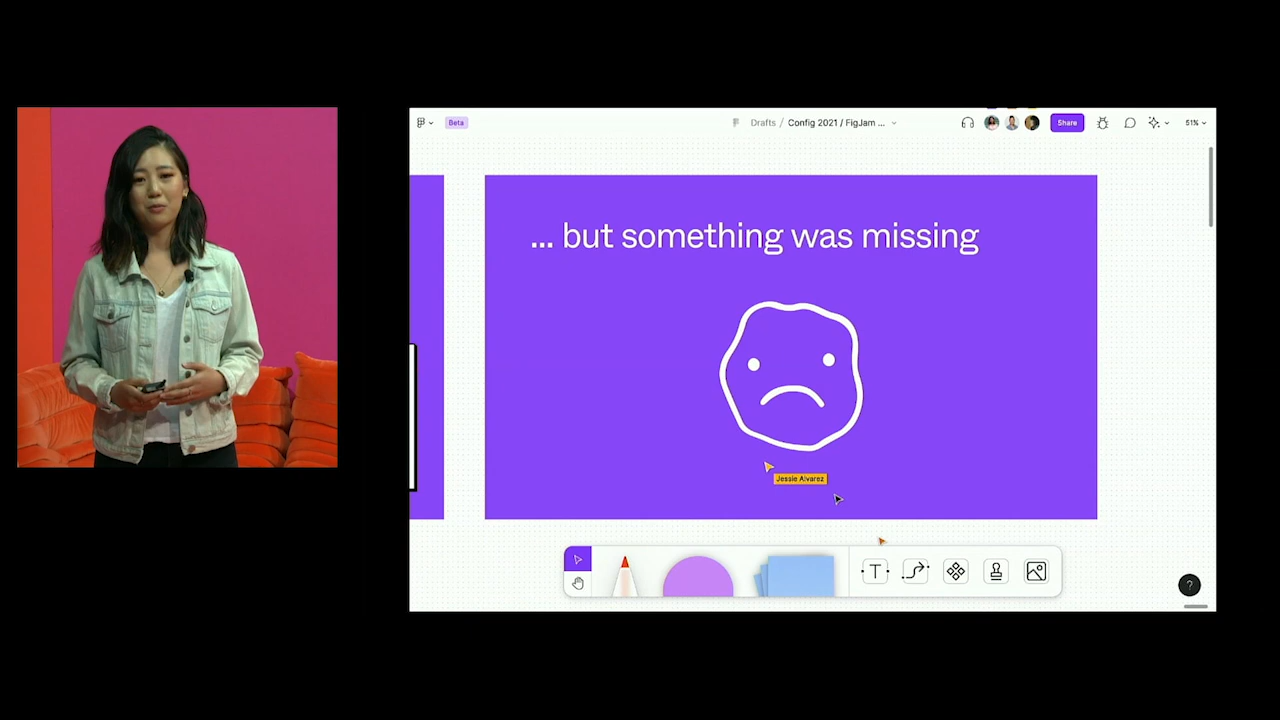 Beta
Drafts / Config 2021 / FigJam ...
Share
51%
... but something was missing
Jessie Alvarez
T
?